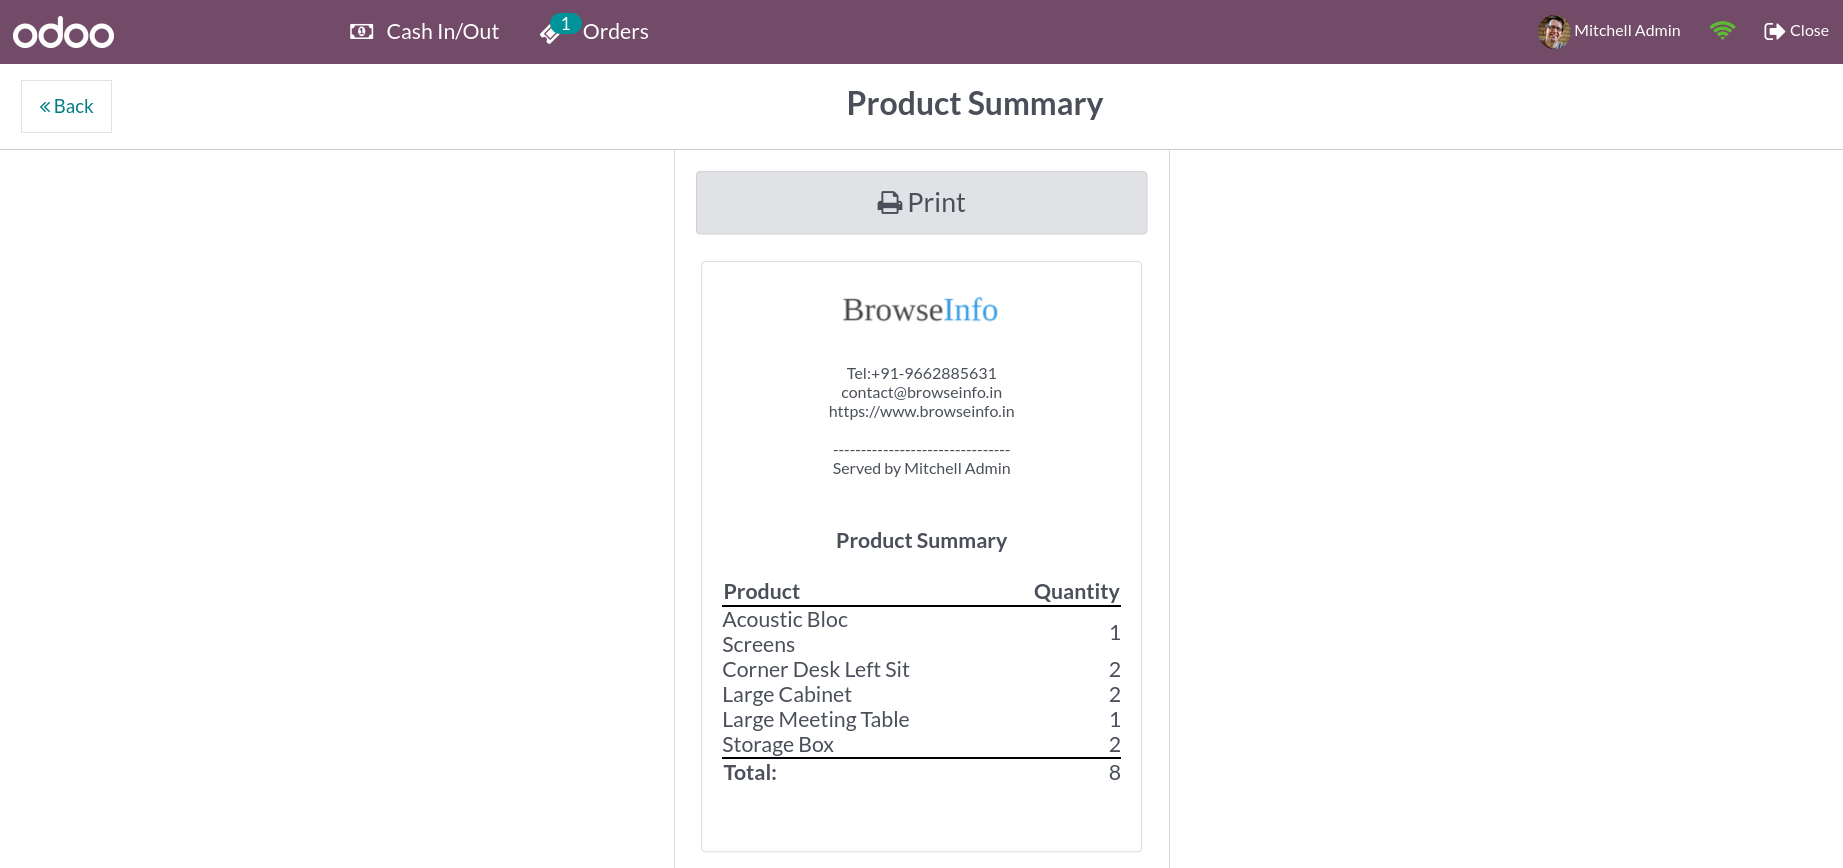 odoo
Cash In/Out
1
Orders
Mitchell Admin
Close
« Back
Product Summary
Print
BrowseInfo
Tel:+91-9662885631
contact@browseinfo.in
https://www.browseinfo.in
--------------------------------
Served by Mitchell Admin
Product Summary
Product Quantity
Acoustic Bloc
Screens 1
Corner Desk Left Sit 2
Large Cabinet 2
Large Meeting Table 1
Storage Box 2
Total: 8